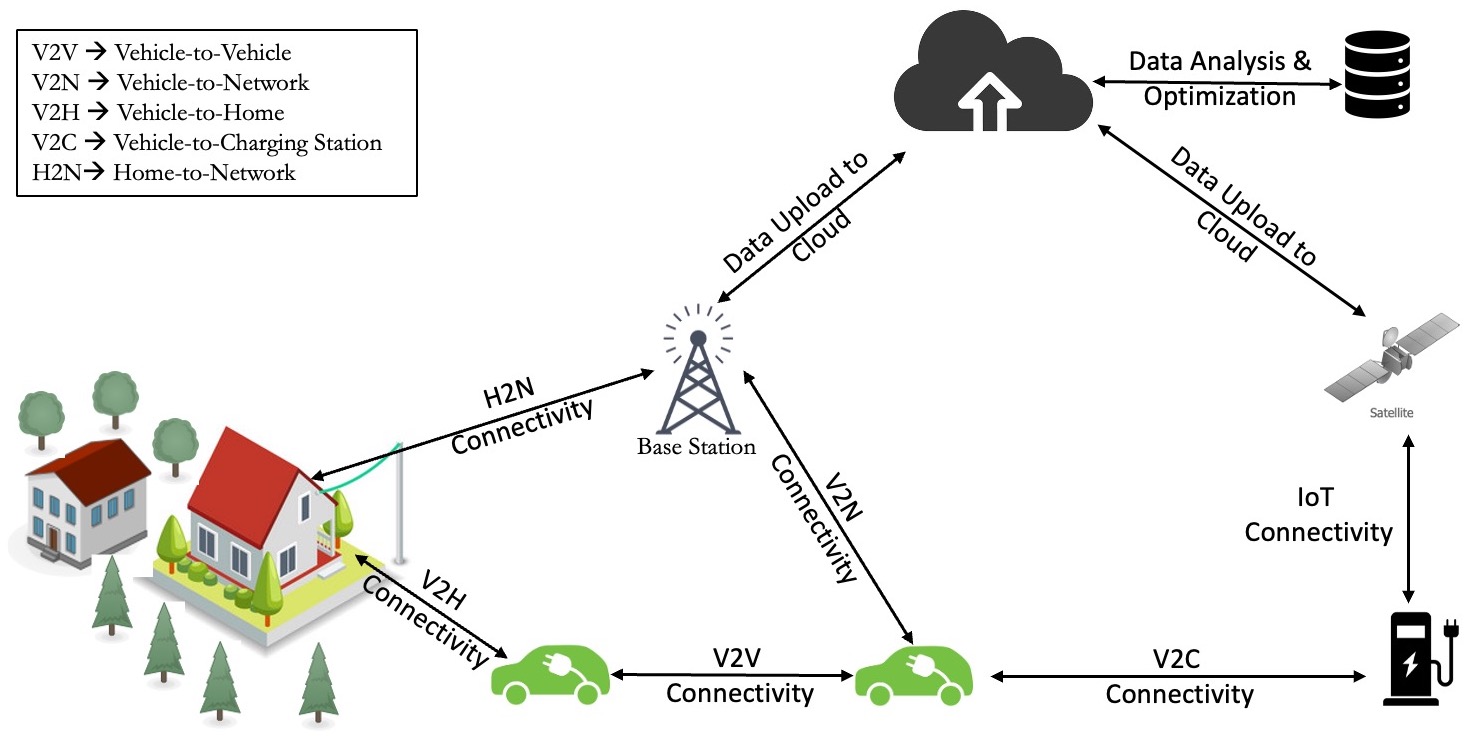 V2V → Vehicle-to-Vehicle
V2N → Vehicle-to-Network
V2H → Vehicle-to-Home
V2C → Vehicle-to-Charging Station
H2N→ Home-to-Network
Data Analysis &
Optimization
Data Upload to
Cloud
Data Upload to
Cloud
Satellite
H2N
Connectivity
Base Station
V2N
Connectivity
IoT
Connectivity
V2H
Connectivity
V2V
Connectivity
V2C
Connectivity